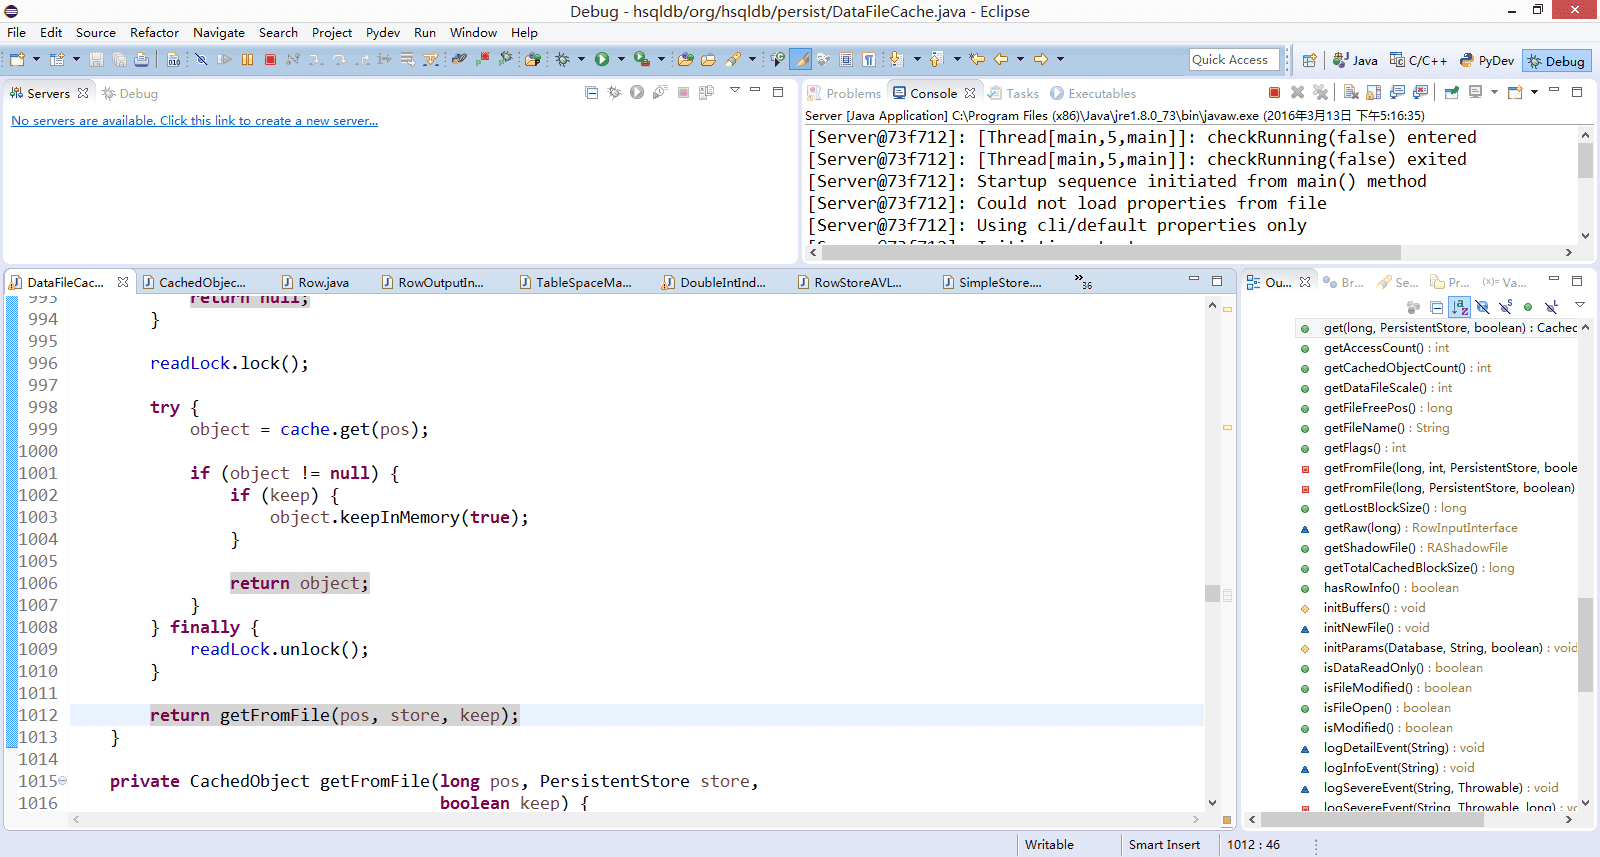 Debug - hsqldb/org/hsqldb/persist/DataFileCache.java - Eclipse
File Edit Source Refactor Navigate Search Project Pydev Run Window Help
Quick Access Java C/C++ PyDev Debug
Servers Debug
No servers are available. Click this link to create a new server...
Problems Console Tasks Executables
Server [Java Application] C:\Program Files (x86)\Java\jre1.8.0_73\bin\javaw.exe (2016年3月13日 下午5:16:35)
[Server@73f712]: [Thread[main,5,main]]: checkRunning(false) entered
[Server@73f712]: [Thread[main,5,main]]: checkRunning(false) exited
[Server@73f712]: Startup sequence initiated from main() method
[Server@73f712]: Could not load properties from file
[Server@73f712]: Using cli/default properties only
DataFileCac... CachedObjec... Row.java RowOutputIn... TableSpaceMa... DoubleIntInd... RowStoreAVL... SimpleStore.... »36
993 return null;
994 }
995
996 readLock.lock();
997
998 try {
999 object = cache.get(pos);
1000
1001 if (object != null) {
1002 if (keep) {
1003 object.keepInMemory(true);
1004 }
1005
1006 return object;
1007 }
1008 } finally {
1009 readLock.unlock();
1010 }
1011
1012 return getFromFile(pos, store, keep);
1013 }
1014
1015 private CachedObject getFromFile(long pos, PersistentStore store,
1016 boolean keep) {
Ou... Br... Se... Pr... (x)= Va...
get(long, PersistentStore, boolean) : Cachec
getAccessCount() : int
getCachedObjectCount() : int
getDataFileScale() : int
getFileFreePos() : long
getFileName() : String
getFlags() : int
getFromFile(long, int, PersistentStore, boole
getFromFile(long, PersistentStore, boolean)
getLostBlockSize() : long
getRaw(long) : RowInputInterface
getShadowFile() : RAShadowFile
getTotalCachedBlockSize() : long
hasRowInfo() : boolean
initBuffers() : void
initNewFile() : void
initParams(Database, String, boolean) : void
isDataReadOnly() : boolean
isFileModified() : boolean
isFileOpen() : boolean
isModified() : boolean
logDetailEvent(String) : void
logInfoEvent(String) : void
logSevereEvent(String, Throwable) : void
logSevereEvent(String, Throwable, long) : vo
Writable Smart Insert 1012 : 46